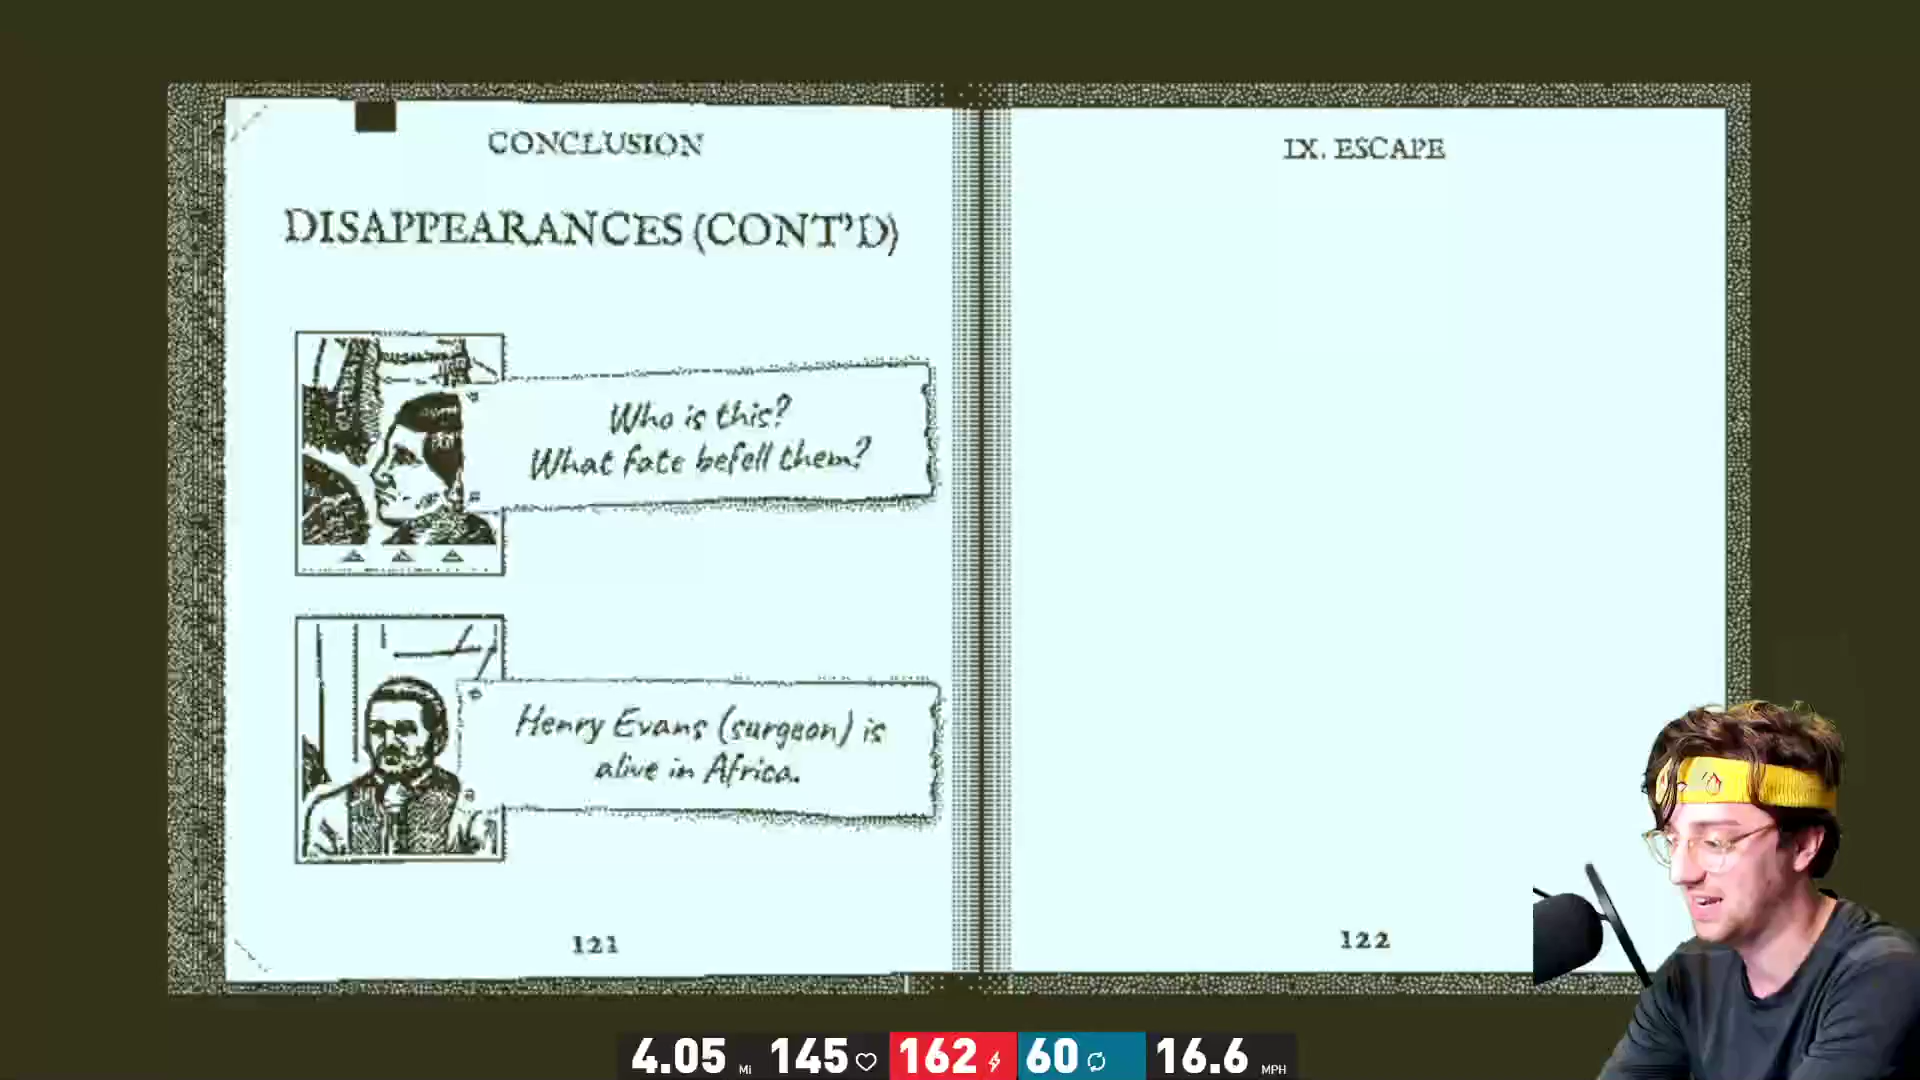 CONCLUSION
DISAPPEARANCES (CONT'D)
Who is this?
What fate befell them?
Henry Evans (surgeon) is
alive in Africa.
121
IX. ESCAPE
122
4.05 MI 145 162 60 16.6 MPH